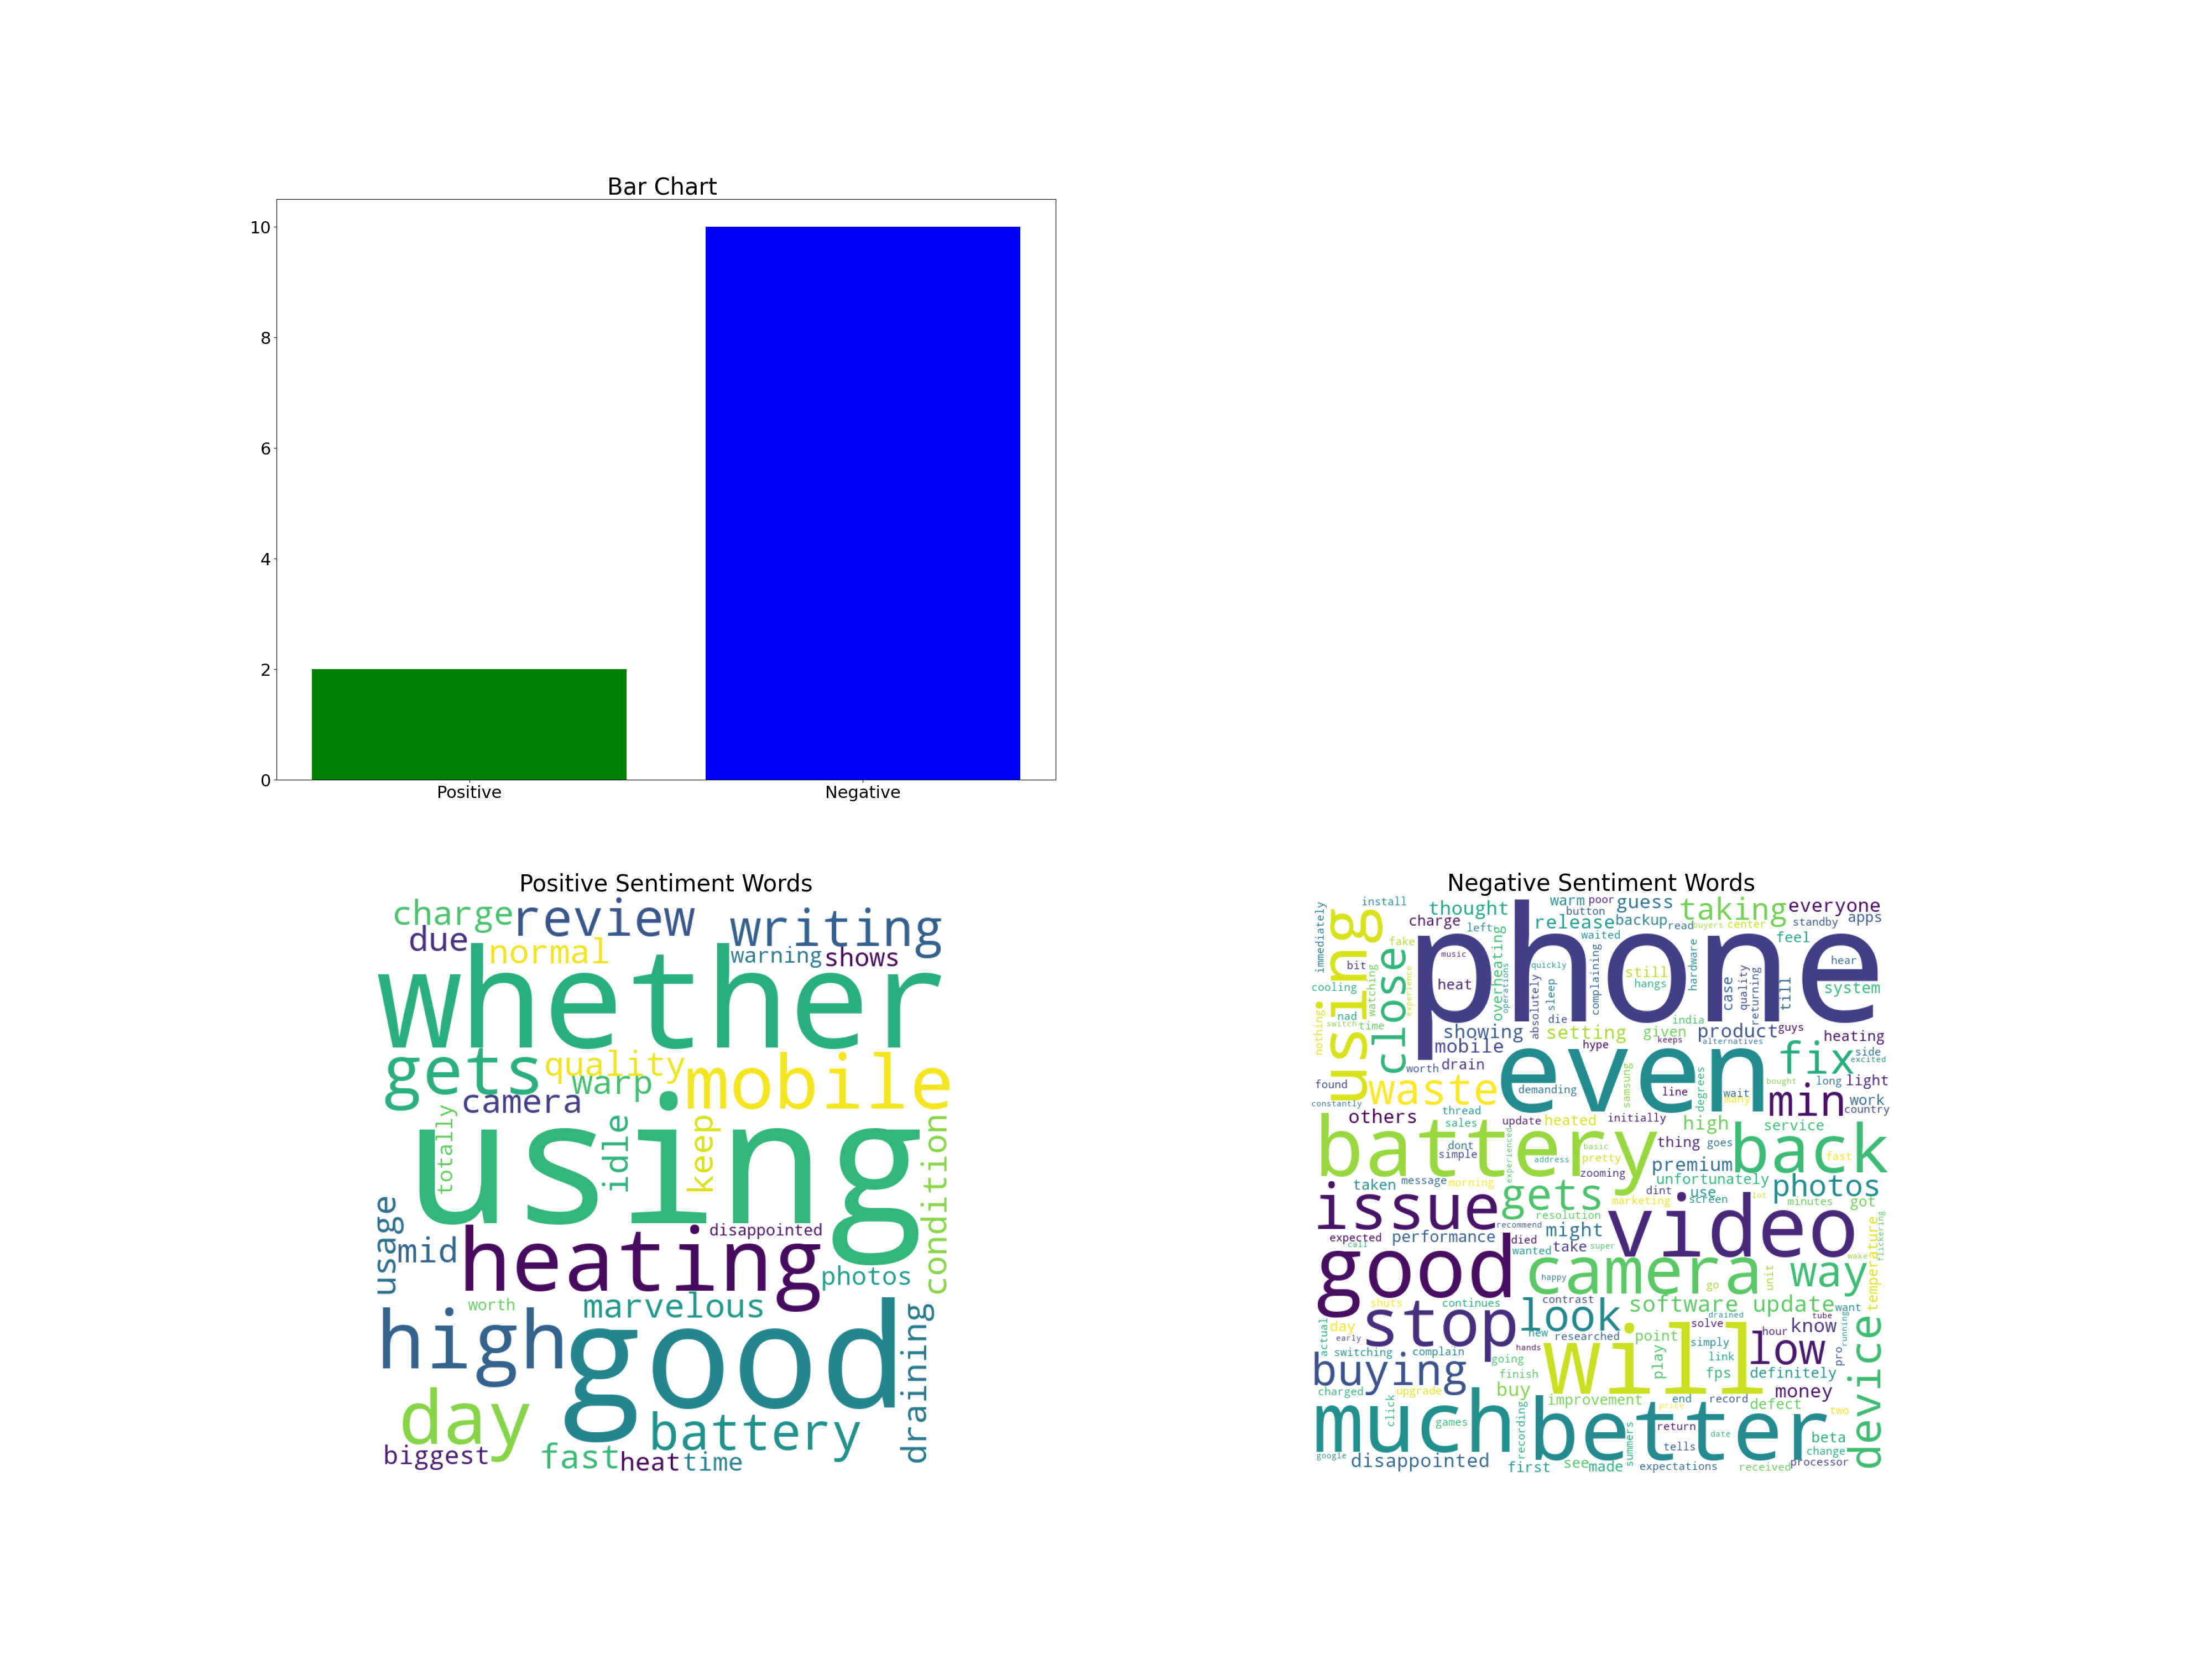 Bar Chart
10
8
6
4
2
0
Positive Negative
Positive Sentiment Words
charge review writing
due normal warning shows
whether
gets quality mobile
warp
camera
totally idle keep condition
using
usage mid heating disappointed
photos
worth marvelous
high good draining
day battery
biggest fast heat time
Negative Sentiment Words
immediately install thought warm poor guess taking everyone
charge left button release backup read buyers center standby apps
using close fake phone waited feel
bit music quickly still hear
cooling watching experience heat overheating operations absolutely sleep complaining hangs hardware case quality returning till system
nothing nad switch time die india
showing setting given product guys heating
mobile hype keeps alternatives
worth drain even fix side excited
found waste demanding samsung line degrees wait many bought long light
constantly min work country
others thread sales update heated initially high service
battery dont simple experienced address basic pretty zooming thing goes back fast
premium unfortunately
taken message morning gets dint use screen lot photos
issue resolution marketing minutes got
recommend might video flickering
expected call performance died wanted take super wake temperature
good camera way
happy go unit
shuts continues contrast software update want
day stop look drained
actual early new researched point solve hour know running tube
switching complain hands going will play simply link low pro device
buying finish fps definitely
charged upgrade buy improvement end record defect money
much click games recording better price return date two
tells beta
google disappointed first see made summers expectations received processor change